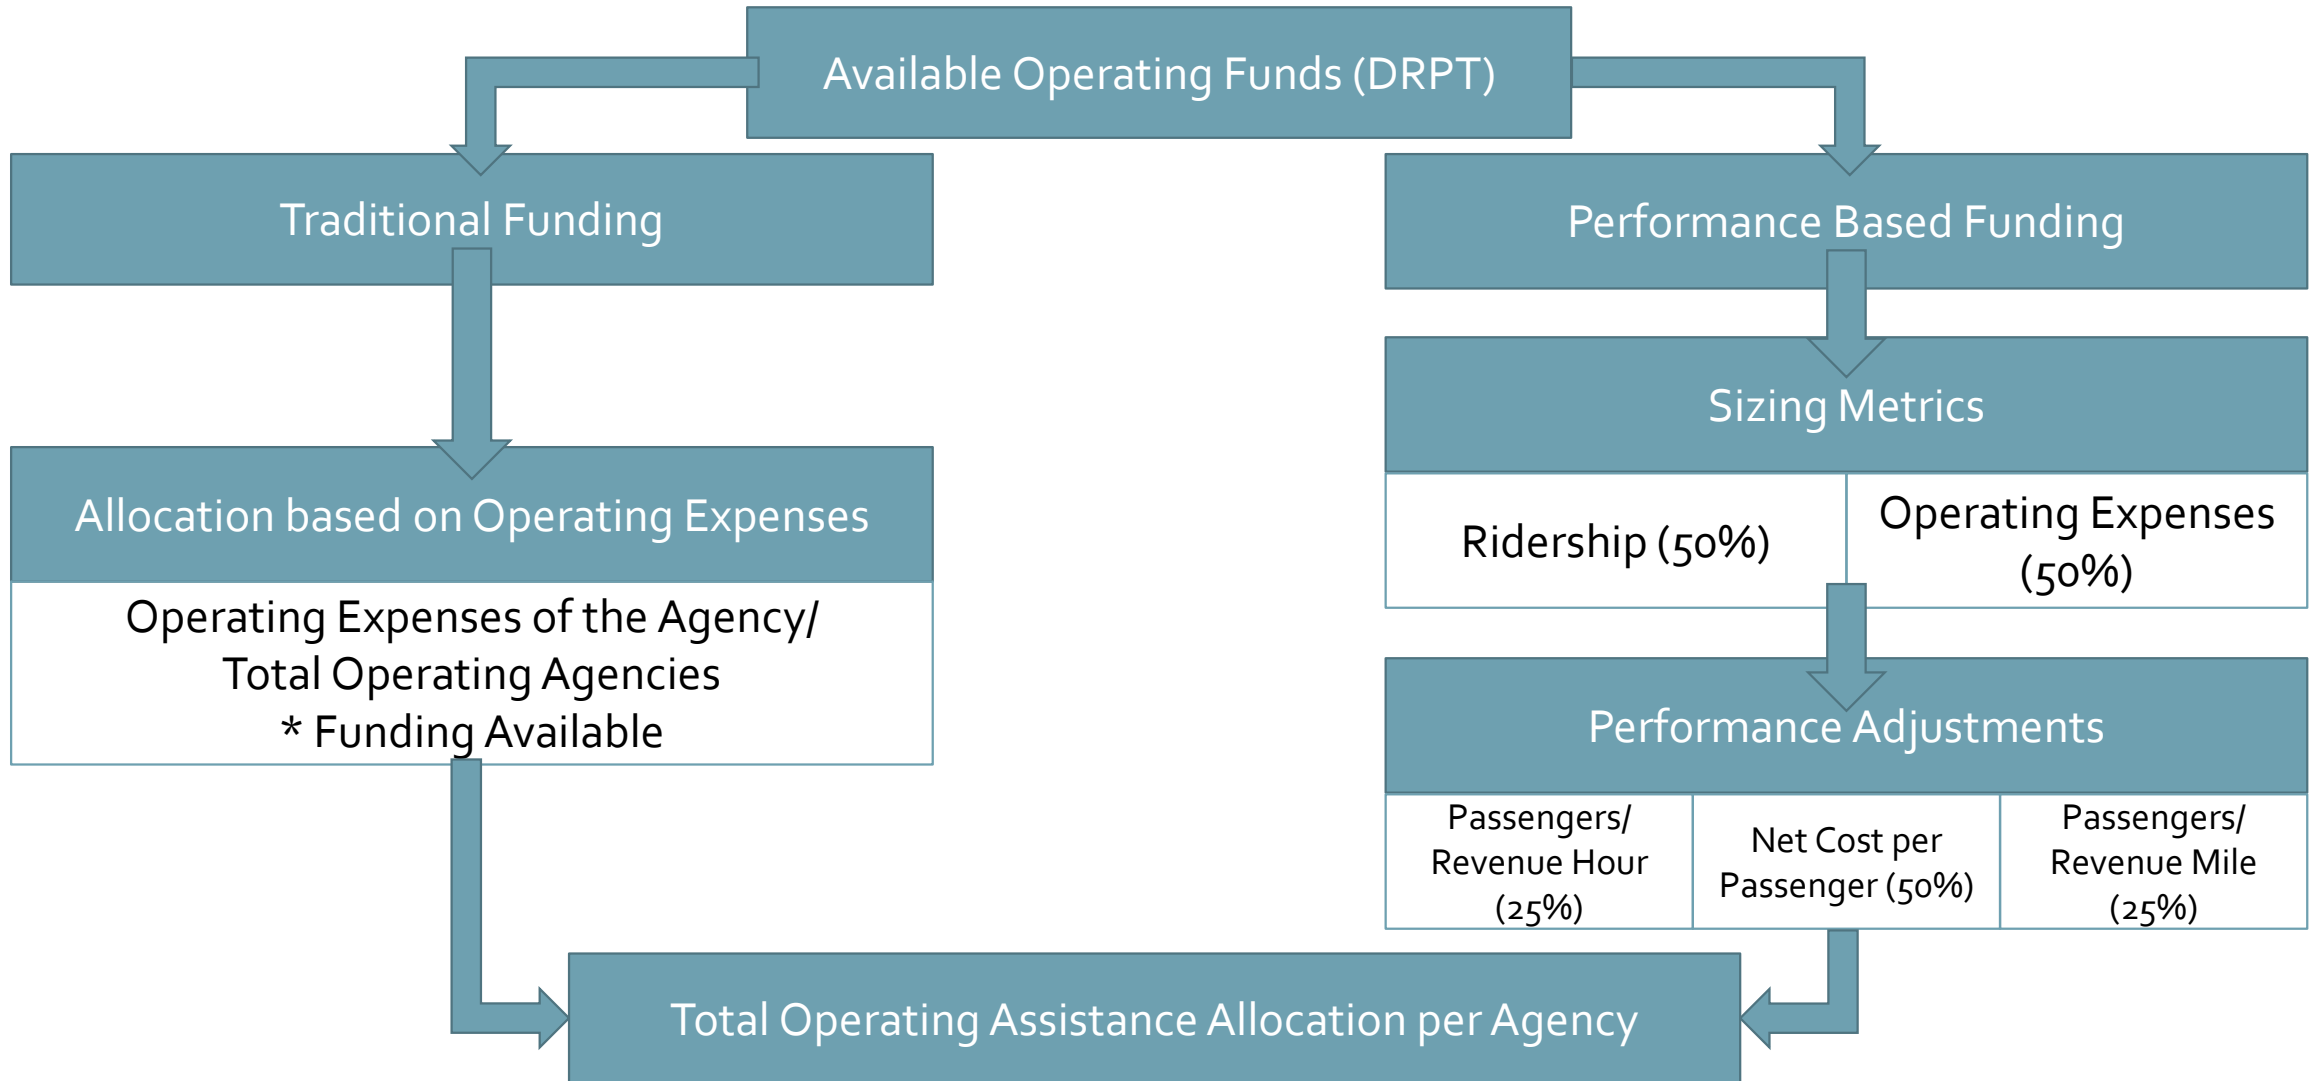 Available Operating Funds (DRPT)
Traditional Funding
Performance Based Funding
Allocation based on Operating Expenses
Operating Expenses of the Agency/
Total Operating Agencies
* Funding Available
Sizing Metrics
Ridership (50%)
Operating Expenses
(50%)
Performance Adjustments
Passengers/
Revenue Hour
(25%)
Net Cost per
Passenger (50%)
Passengers/
Revenue Mile
(25%)
Total Operating Assistance Allocation per Agency